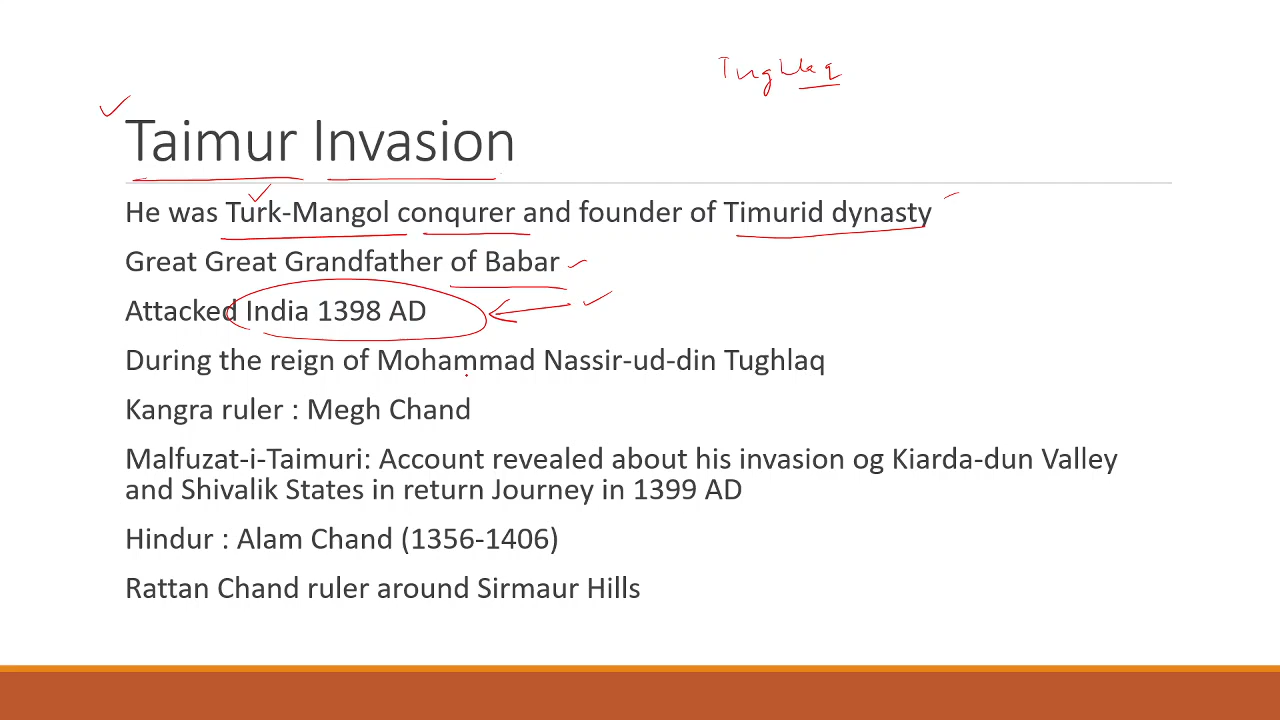 Tughlaq
Taimur Invasion
He was Turk-Mangol conqurer and founder of Timurid dynasty
Great Great Grandfather of Babar
Attacked India 1398 AD
During the reign of Mohammad Nassir-ud-din Tughlaq
Kangra ruler : Megh Chand
Malfuzat-i-Taimuri: Account revealed about his invasion og Kiarda-dun Valley
and Shivalik States in return Journey in 1399 AD
Hindur : Alam Chand (1356-1406)
Rattan Chand ruler around Sirmaur Hills